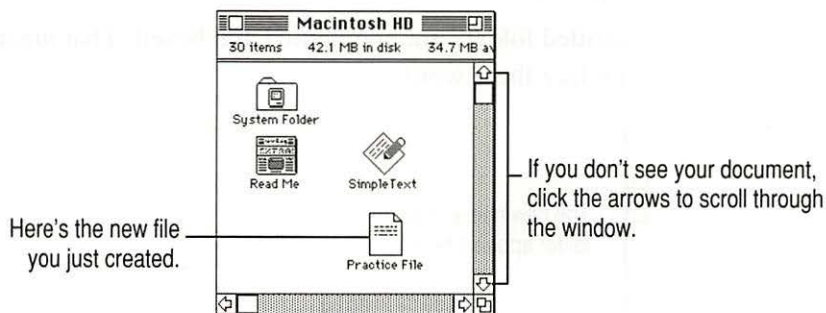 Macintosh HD
30 items 42.1 MB in disk 34.7 MB av
System Folder
Read Me
SimpleText
Practice File
Here's the new file
you just created.
If you don't see your document,
click the arrows to scroll through
the window.